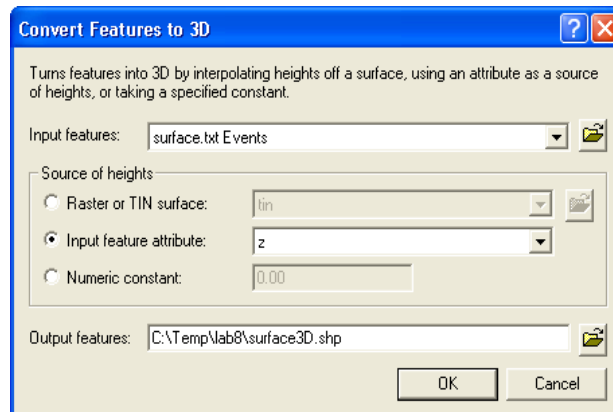 Convert Features to 3D
Turns features into 3D by interpolating heights off a surface, using an attribute as a source
of heights, or taking a specified constant.
Input features: surface.txt Events
Source of heights
Raster or TIN surface: tin
Input feature attribute: z
Numeric constant: 0.00
Output features: C:\Temp\lab8\surface3D.shp
OK Cancel